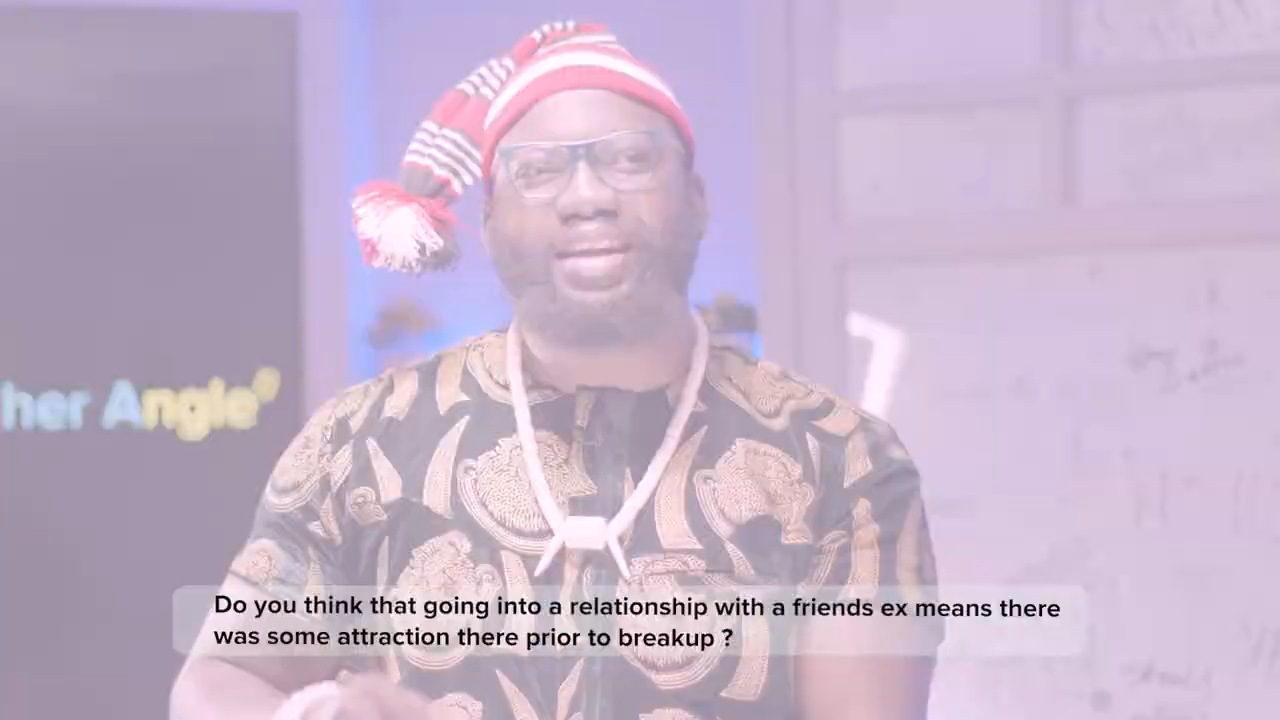 her Angle
Do you think that going into a relationship with a friends ex means there
was some attraction there prior to breakup ?